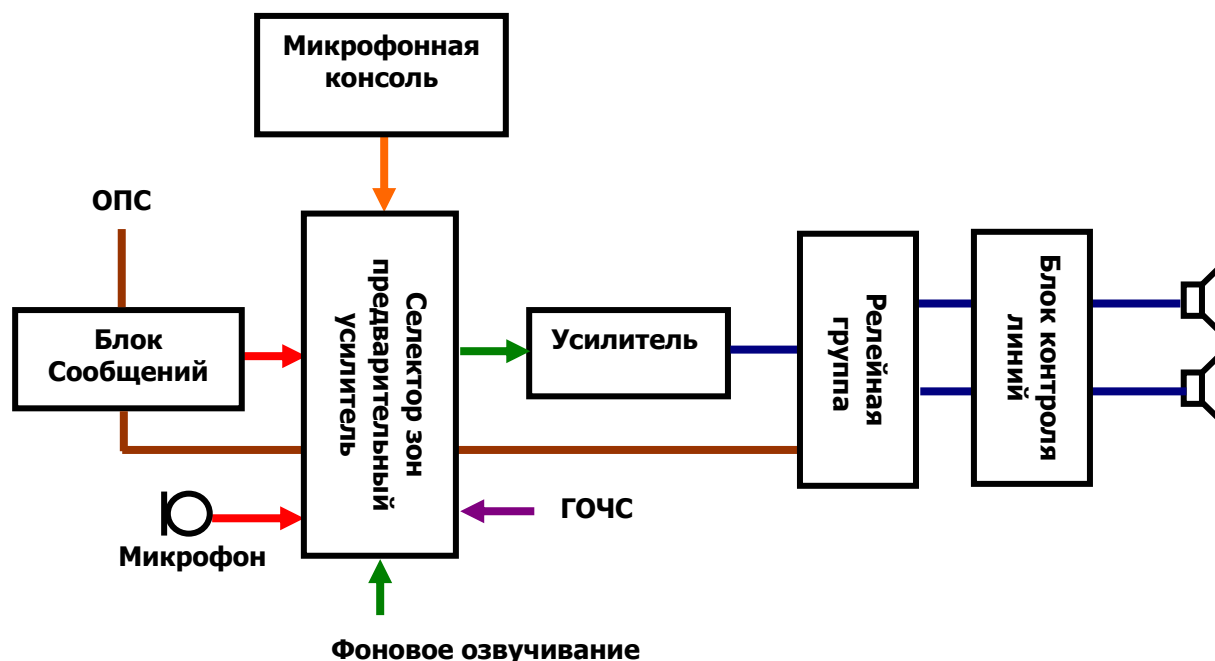 Микрофонная
консоль
ОПС
Блок
Сообщений
Селектор зон
предварительный
усилитель
Усилитель
Релейная
группа
Блок контроля
линий
ГОЧС
Микрофон
Фоновое озвучивание